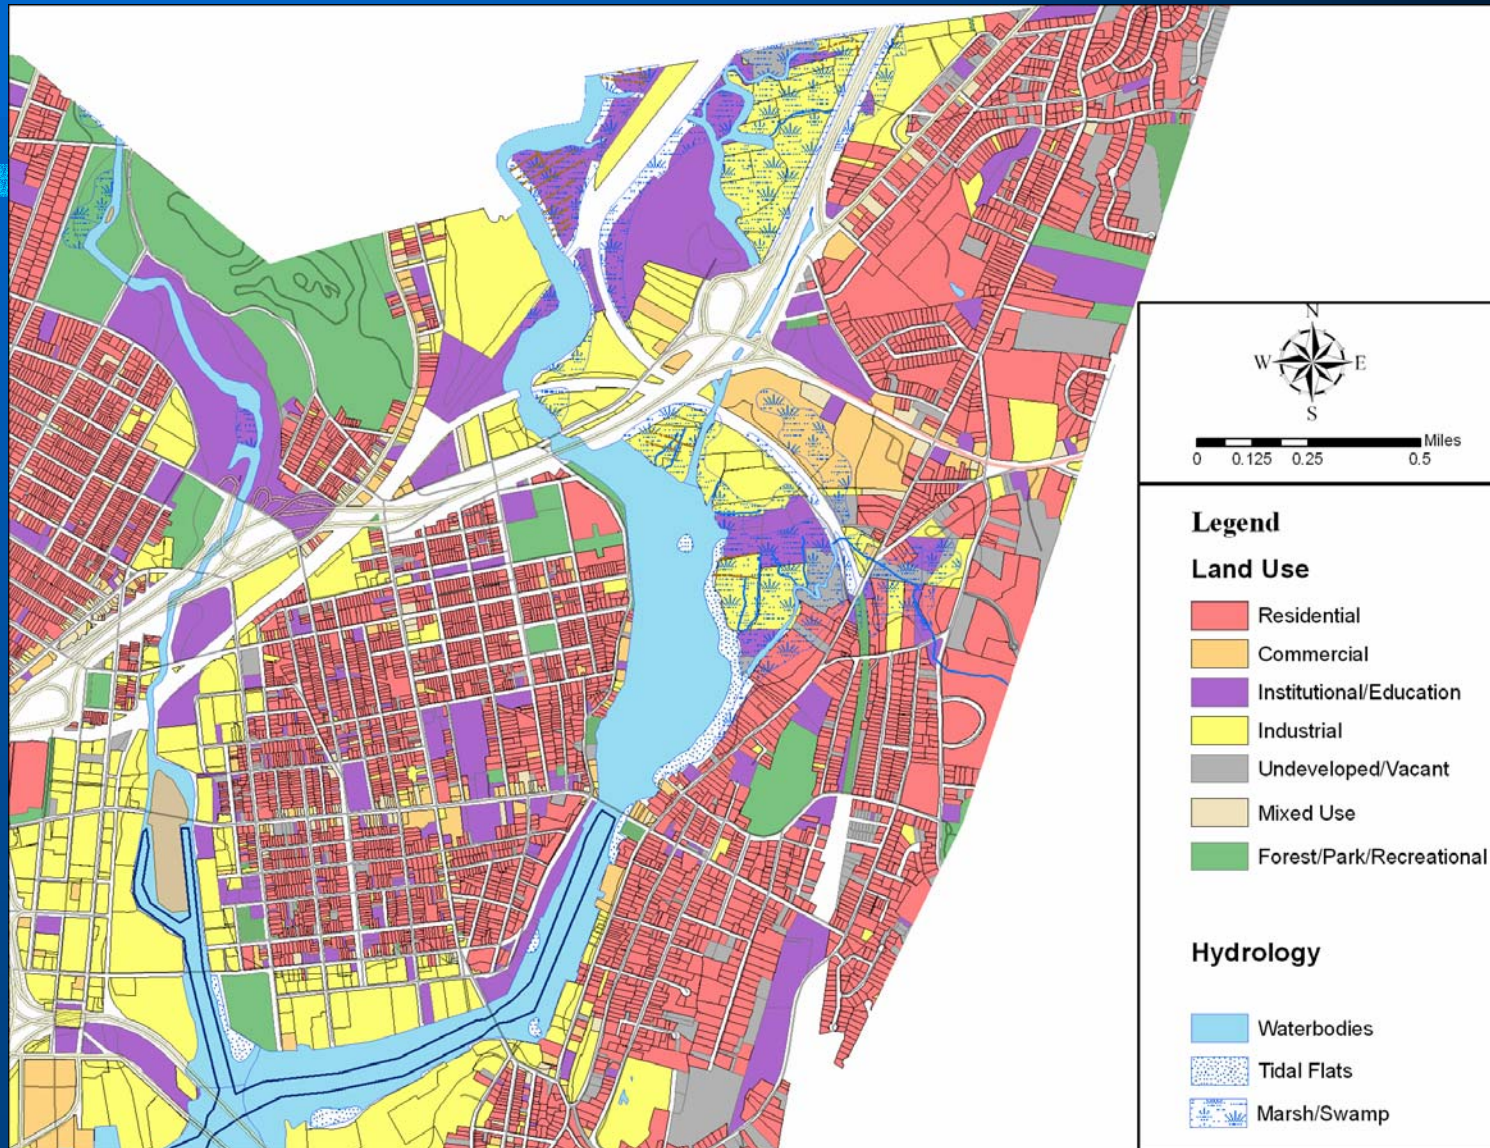 N
W E
S
Miles
0 0.125 0.25 0.5
Legend
Land Use
Residential
Commercial
Institutional/Education
Industrial
Undeveloped/Vacant
Mixed Use
Forest/Park/Recreational
Hydrology
Waterbodies
Tidal Flats
Marsh/Swamp